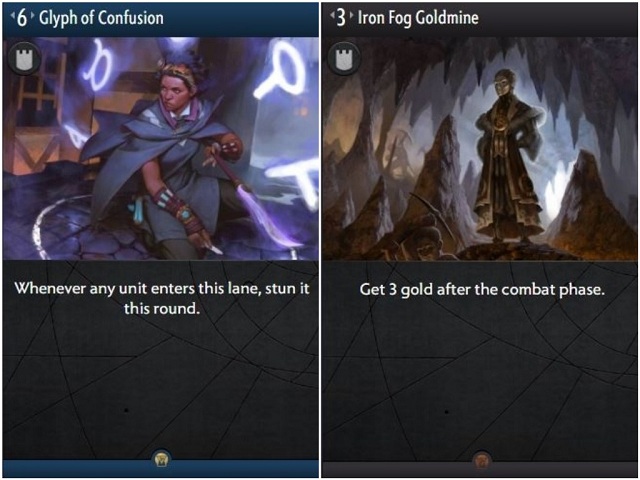 6 Glyph of Confusion
Whenever any unit enters this lane, stun it
this round.
3 Iron Fog Goldmine
Get 3 gold after the combat phase.